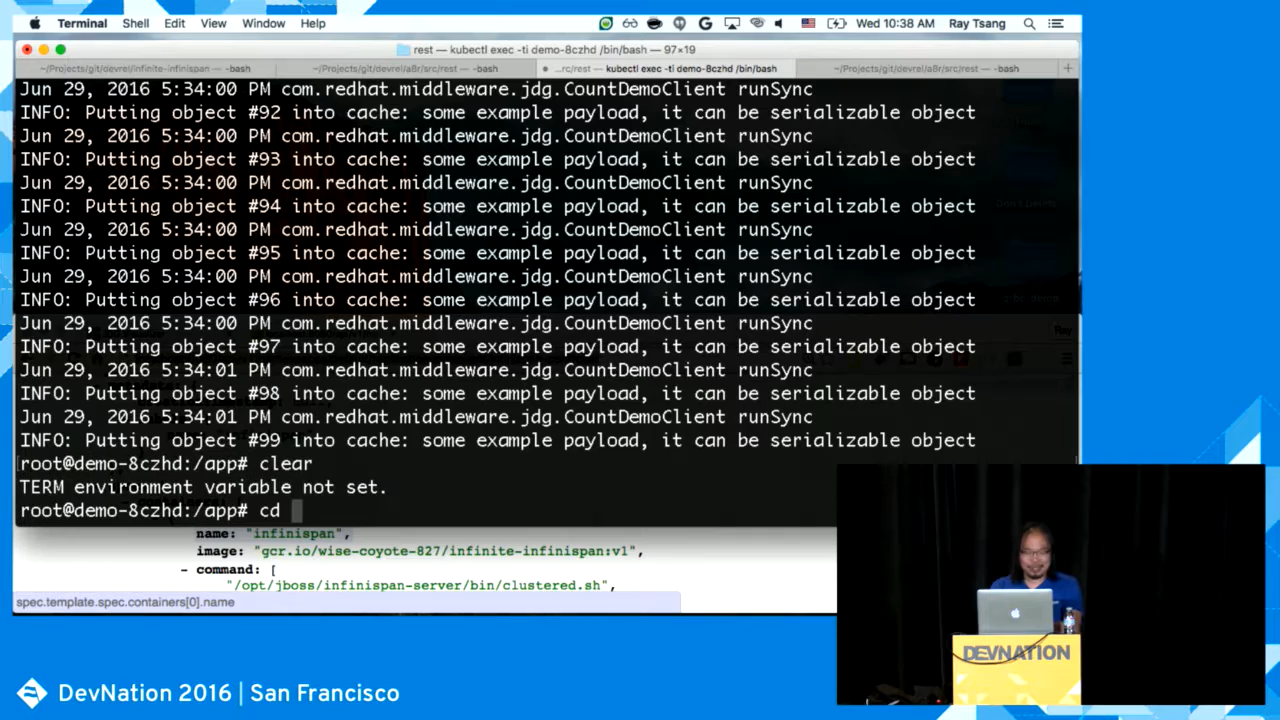 Terminal Shell Edit View Window Help Wed 10:38 AM Ray Tsang
rest — kubectl exec -ti demo-8czhd /bin/bash — 97×19
~/Projects/git/devrel/infinite-infinispan — -bash ~/Projects/git/devrel/a8r/src/rest — -bash ...rc/rest — kubectl exec -ti demo-8czhd /bin/bash ~/Projects/git/devrel/a8r/src/rest — -bash
Jun 29, 2016 5:34:00 PM com.redhat.middleware.jdg.CountDemoClient runSync
INFO: Putting object #92 into cache: some example payload, it can be serializable object
Jun 29, 2016 5:34:00 PM com.redhat.middleware.jdg.CountDemoClient runSync
INFO: Putting object #93 into cache: some example payload, it can be serializable object
Jun 29, 2016 5:34:00 PM com.redhat.middleware.jdg.CountDemoClient runSync
INFO: Putting object #94 into cache: some example payload, it can be serializable object
Jun 29, 2016 5:34:00 PM com.redhat.middleware.jdg.CountDemoClient runSync
INFO: Putting object #95 into cache: some example payload, it can be serializable object
Jun 29, 2016 5:34:00 PM com.redhat.middleware.jdg.CountDemoClient runSync
INFO: Putting object #96 into cache: some example payload, it can be serializable object
Jun 29, 2016 5:34:00 PM com.redhat.middleware.jdg.CountDemoClient runSync
INFO: Putting object #97 into cache: some example payload, it can be serializable object
Jun 29, 2016 5:34:01 PM com.redhat.middleware.jdg.CountDemoClient runSync
INFO: Putting object #98 into cache: some example payload, it can be serializable object
Jun 29, 2016 5:34:01 PM com.redhat.middleware.jdg.CountDemoClient runSync
INFO: Putting object #99 into cache: some example payload, it can be serializable object
root@demo-8czhd:/app# clear
TERM environment variable not set.
root@demo-8czhd:/app# cd
name: "infinispan",
image: "gcr.io/wise-coyote-827/infinite-infinispan:v1",
- command: [
"/opt/jboss/infinispan-server/bin/clustered.sh",
spec.template.spec.containers[0].name
DEVNATION
DevNation 2016 | San Francisco